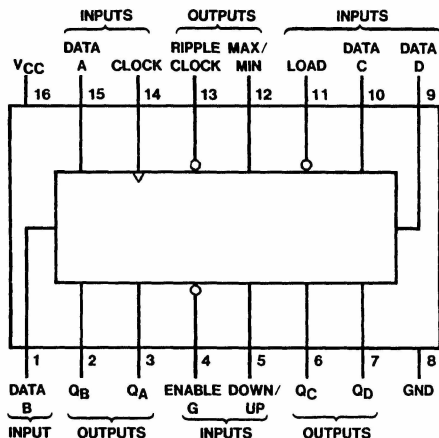 INPUTS OUTPUTS INPUTS
DATA RIPPLE MAX/ DATA DATA
VCC A CLOCK CLOCK MIN LOAD C D
16 15 14 13 12 11 10 9
1 2 3 4 5 6 7 8
DATA QB QA ENABLE DOWN/ QC QD GND
B G UP
INPUT OUTPUTS INPUTS OUTPUTS